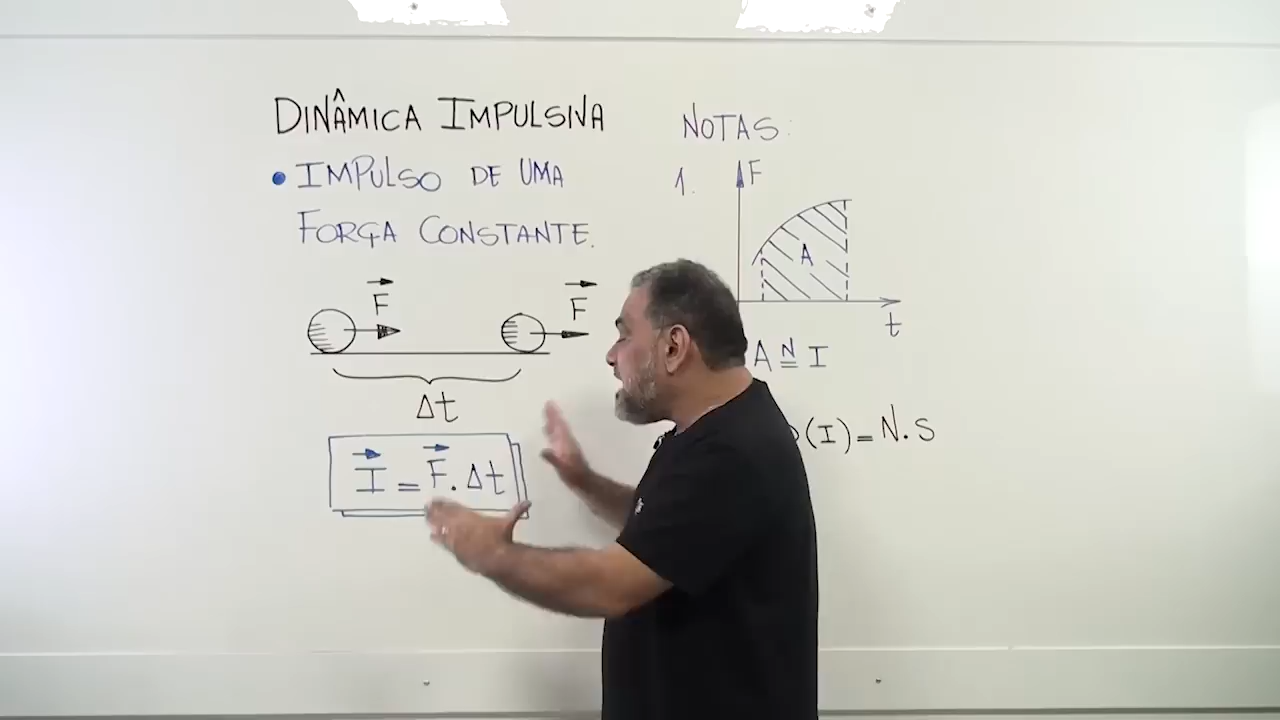 DINÂMICA IMPULSIVA
• IMPULSO DE UMA
FORÇA CONSTANTE.
F
F
Δt
I = F . Δt
NOTAS:
1.
F
A
t
A N= I
(I) = N.S